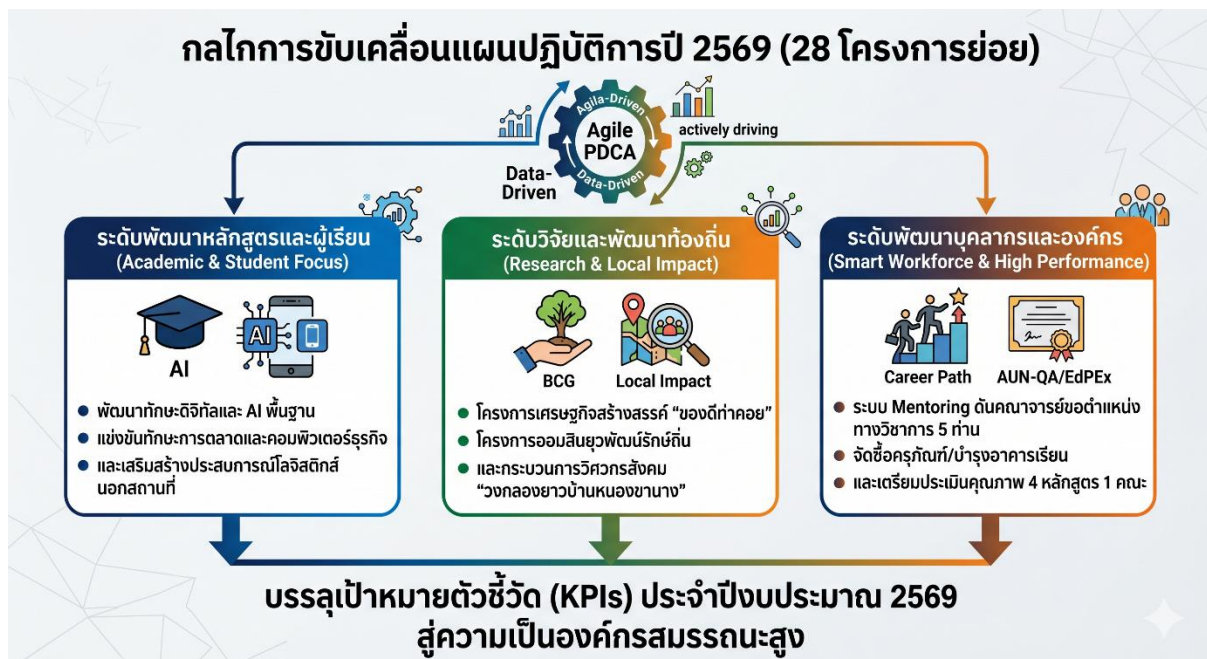 กลไกการขับเคลื่อนแผนปฏิบัติการปี 2569 (28 โครงการย่อย)
Agila-Driven
Agile
PDCA
Data-Driven
actively driving
Data-
Driven
ระดับพัฒนาหลักสูตรและผู้เรียน
(Academic & Student Focus)
AI
AI
พัฒนาทักษะดิจิทัลและ AI พื้นฐาน
แข่งขันทักษะการตลาดและคอมพิวเตอร์ธุรกิจ
และเสริมสร้างประสบการณ์โลจิสติกส์
นอกสถานที่
ระดับวิจัยและพัฒนาท้องถิ่น
(Research & Local Impact)
BCG
Local Impact
โครงการเศรษฐกิจสร้างสรรค์ “ของดีท่าคอย”
โครงการออมสินยุวพัฒน์รักษ์ถิ่น
และกระบวนการวิศวกรสังคม
“วงกลองยาวบ้านหนองขานาง”
ระดับพัฒนาบุคลากรและองค์กร
(Smart Workforce & High Performance)
Career Path
AUN-QA/EdPEx
ระบบ Mentoring ดันคณาจารย์ขอตำแหน่ง
ทางวิชาการ 5 ท่าน
จัดซื้อครุภัณฑ์/บำรุงอาคารเรียน
และเตรียมประเมินคุณภาพ 4 หลักสูตร 1 คณะ
บรรลุเป้าหมายตัวชี้วัด (KPIs) ประจำปีงบประมาณ 2569
สู่ความเป็นองค์กรสมรรถนะสูง